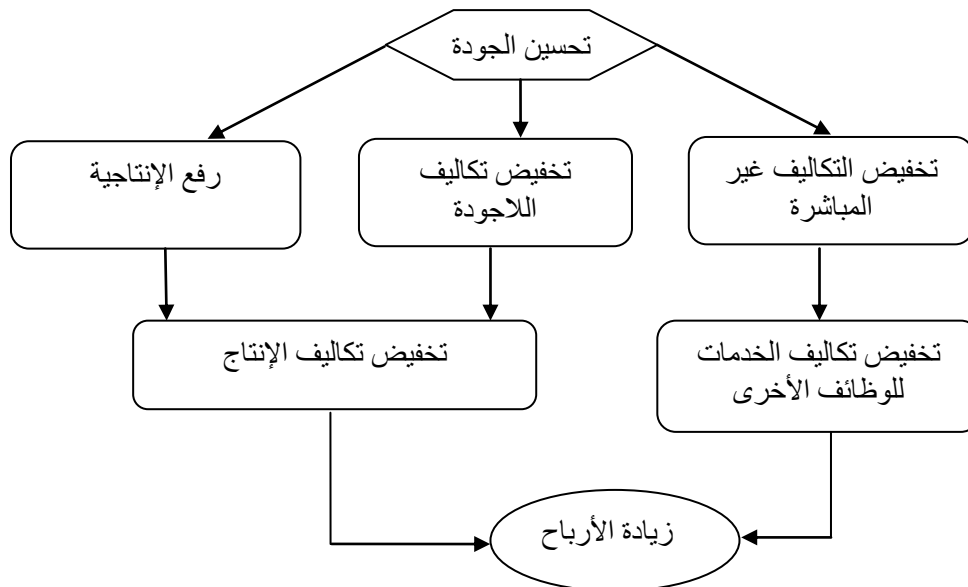 تحسين الجودة
تخفيض التكاليف غير
المباشرة
تخفيض تكاليف
اللاجودة
رفع الإنتاجية
تخفيض تكاليف الخدمات
للوظائف الأخرى
تخفيض تكاليف الإنتاج
زيادة الأرباح